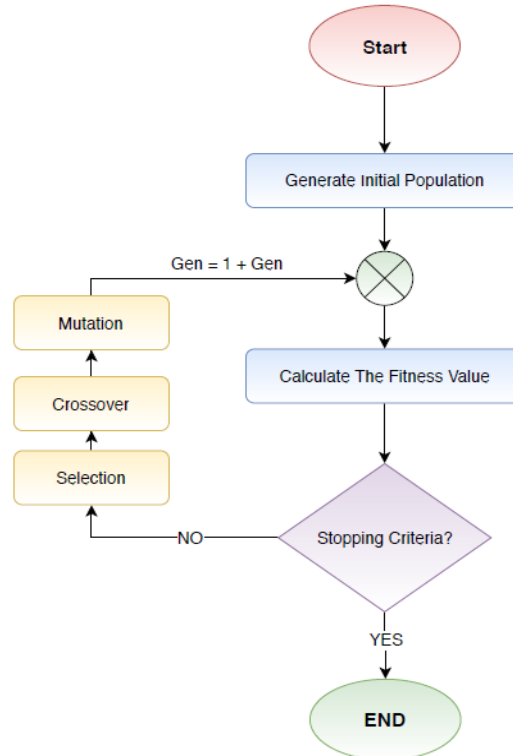 Start
Generate Initial Population
Gen = 1 + Gen
Mutation
Calculate The Fitness Value
Crossover
Selection
Stopping Criteria?
NO
YES
END